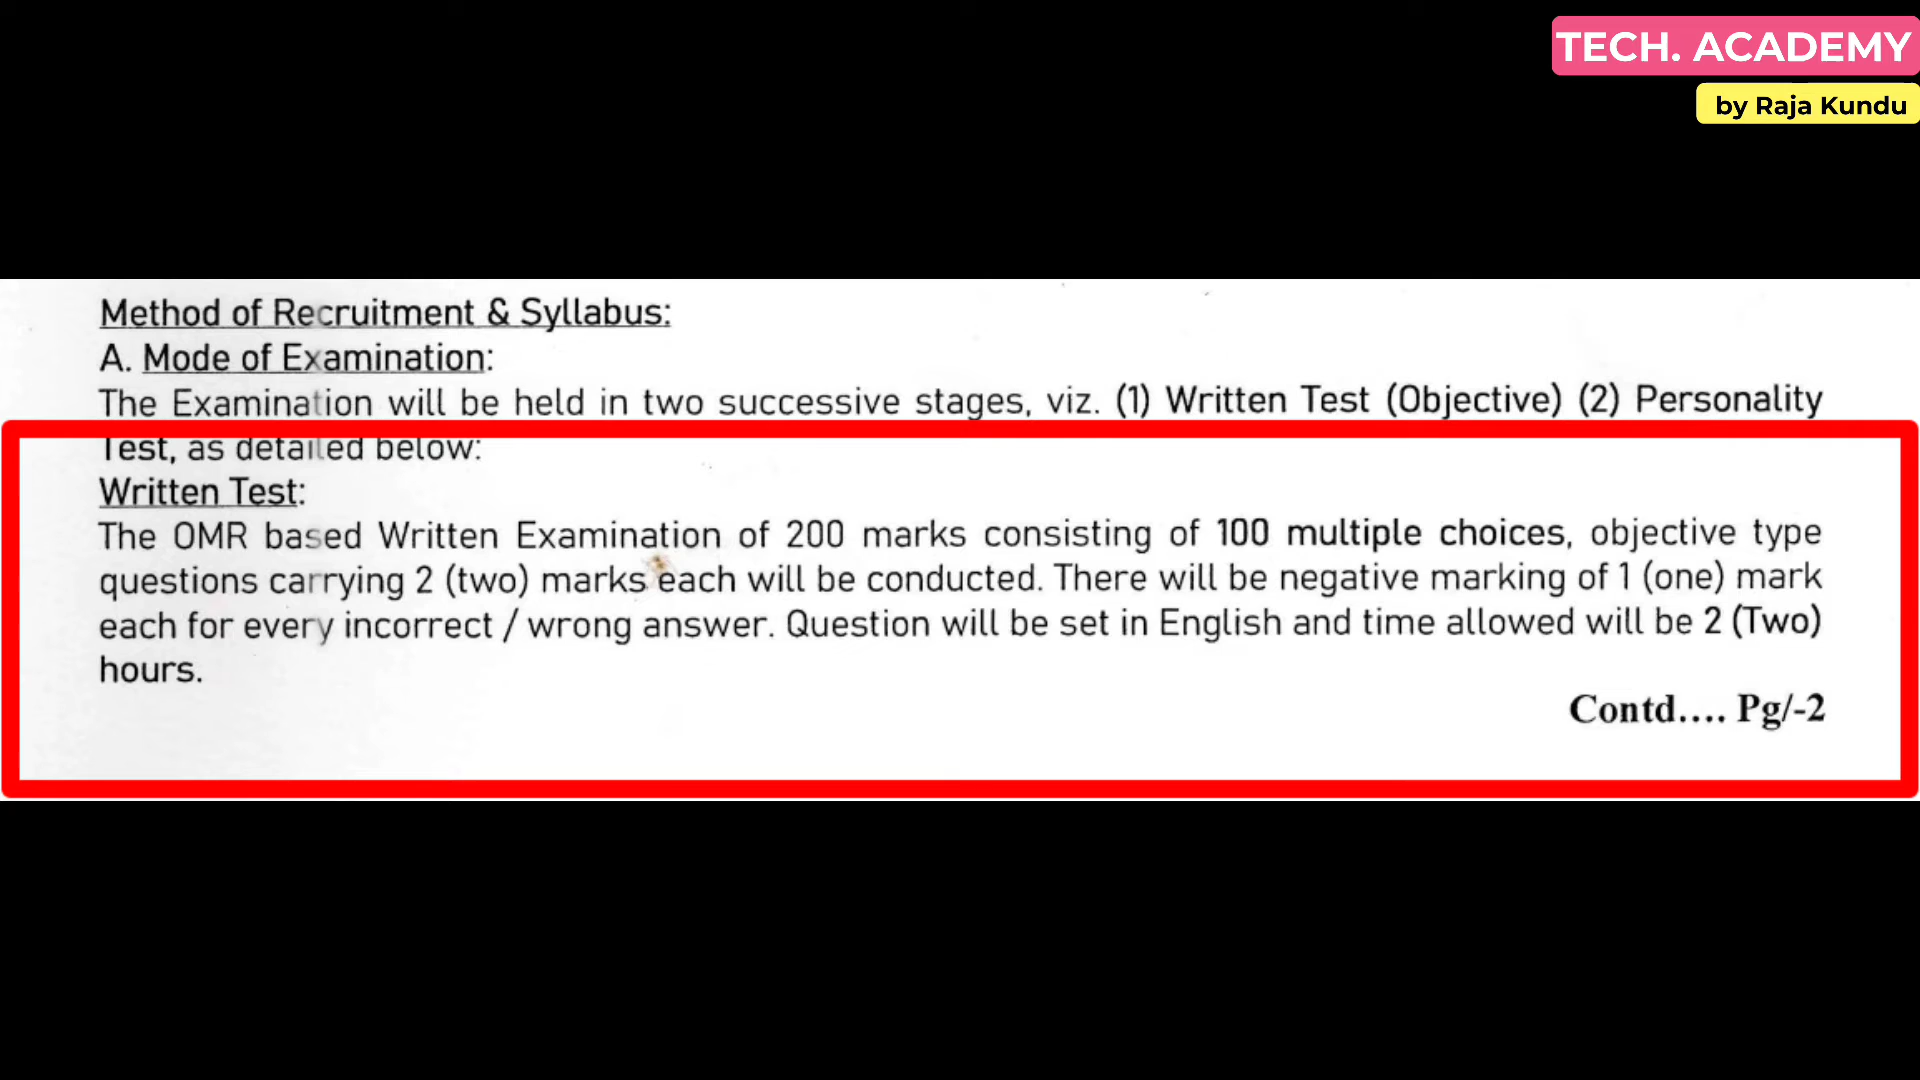 TECH. ACADEMY
by Raja Kundu
Method of Recruitment & Syllabus:
A. Mode of Examination:
The Examination will be held in two successive stages, viz. (1) Written Test (Objective) (2) Personality
Test, as detailed below:
Written Test:
The OMR based Written Examination of 200 marks consisting of 100 multiple choices, objective type
questions carrying 2 (two) marks each will be conducted. There will be negative marking of 1 (one) mark
each for every incorrect / wrong answer. Question will be set in English and time allowed will be 2 (Two)
hours.
Contd.... Pg/-2